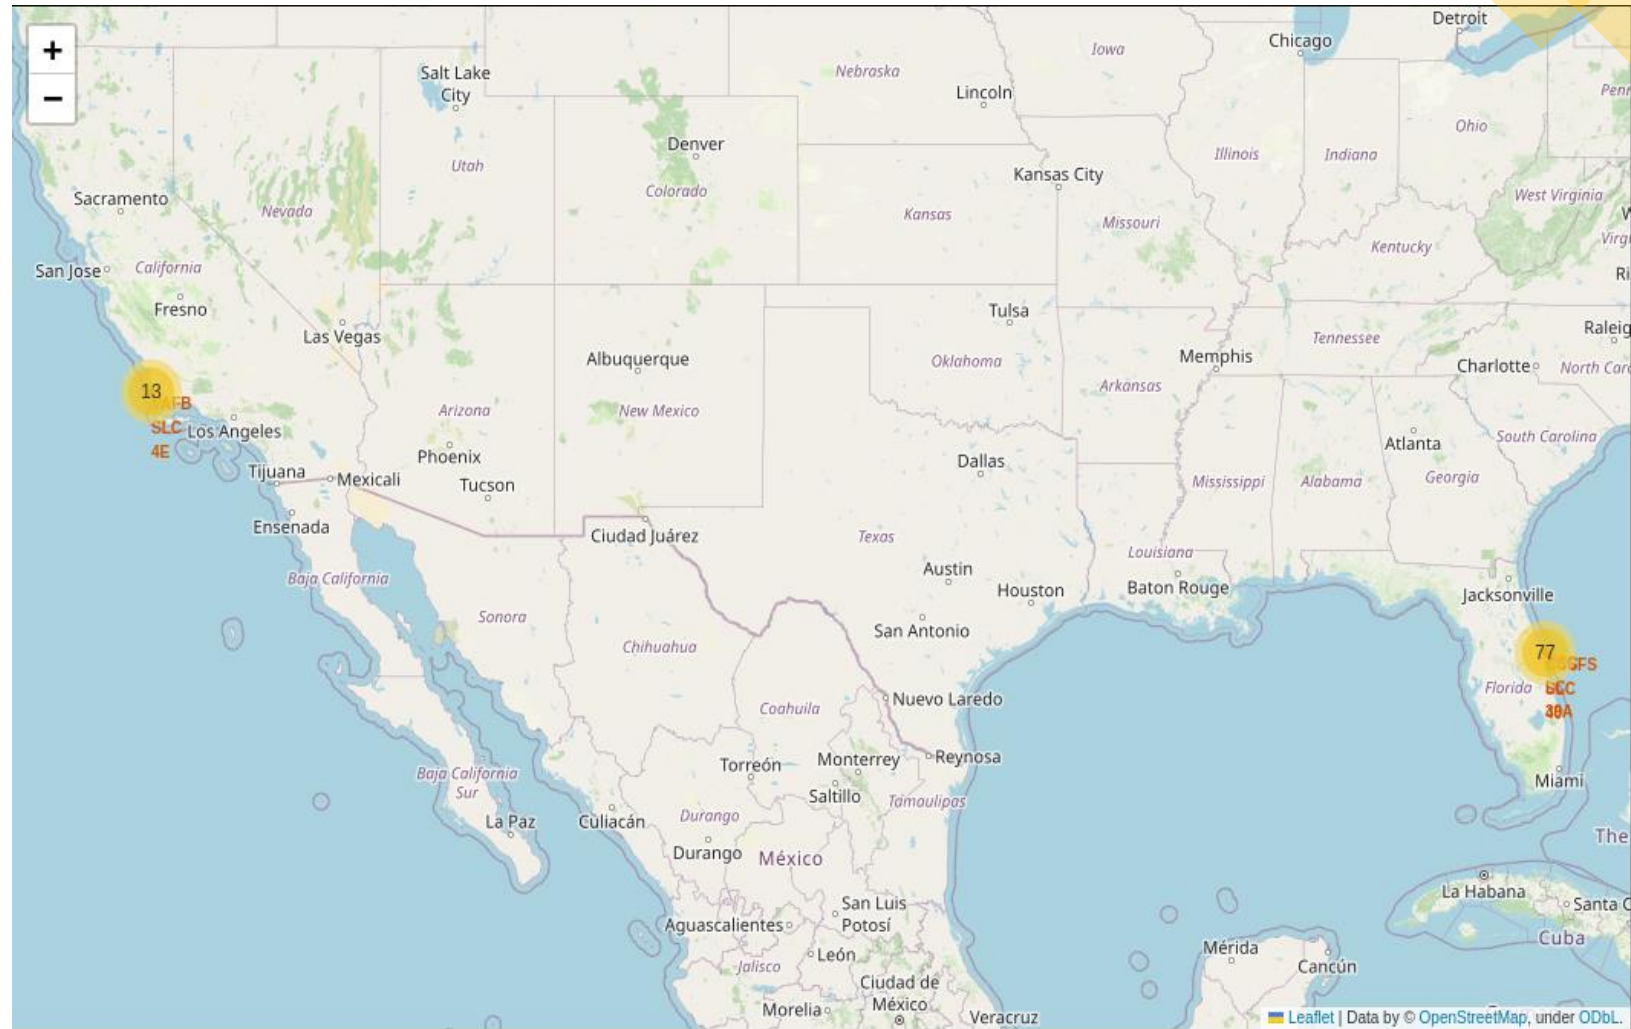 +
−
Detroit
Chicago
Iowa
Salt Lake
City
Nebraska
Lincoln
Ohio
Denver
Utah
Colorado
Illinois
Indiana
Kansas City
West Virginia
Sacramento
Nevada
Kansas
Missouri
Kentucky
San Jose
California
Fresno
Tulsa
Las Vegas
Tennessee
Albuquerque
Oklahoma
Memphis
Charlotte
Arkansas
13
SLC
4E
Los Angeles
Arizona
New Mexico
Atlanta
South Carolina
Phoenix
Dallas
Tijuana
Mexicali
Tucson
Mississippi
Alabama
Georgia
Ensenada
Ciudad Juárez
Texas
Louisiana
Baja California
Austin
Houston
Baton Rouge
Jacksonville
Sonora
San Antonio
Chihuahua
77
Florida
Nuevo Laredo
Coahuila
Torreón
Monterrey
Reynosa
Baja California
Sur
Saltillo
Tamaulipas
Miami
La Paz
Culiacán
Durango
Durango
México
The
La Habana
Aguascalientes
San Luis
Potosí
Santa
Cuba
Mérida
León
Jalisco
Cancún
Ciudad de
México
Morelia
Veracruz
Leaflet | Data by © OpenStreetMap, under ODbL.